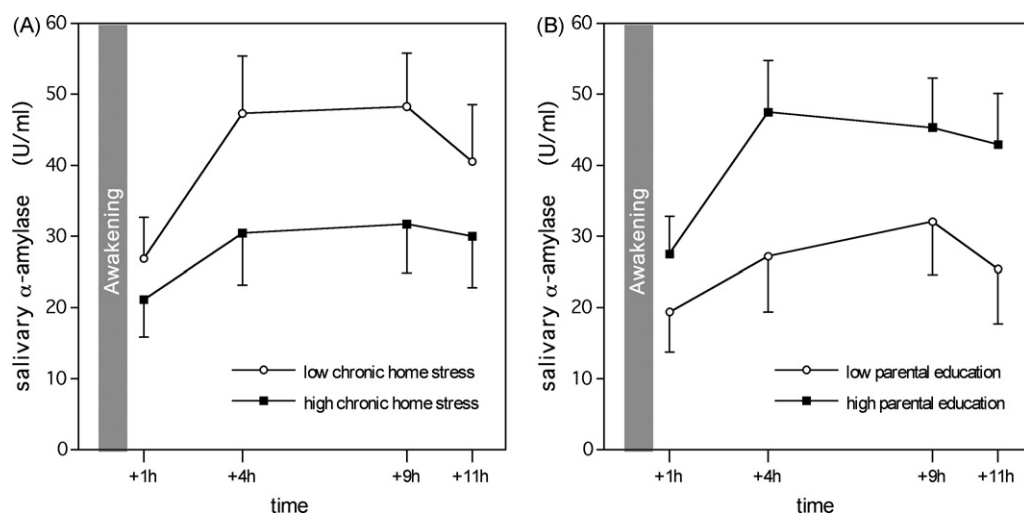 (A)
salivary α-amylase (U/ml)
60
50
40
30
20
10
0
Awakening
low chronic home stress
high chronic home stress
+1h +4h +9h +11h
time
(B)
salivary α-amylase (U/ml)
60
50
40
30
20
10
0
Awakening
low parental education
high parental education
+1h +4h +9h +11h
time